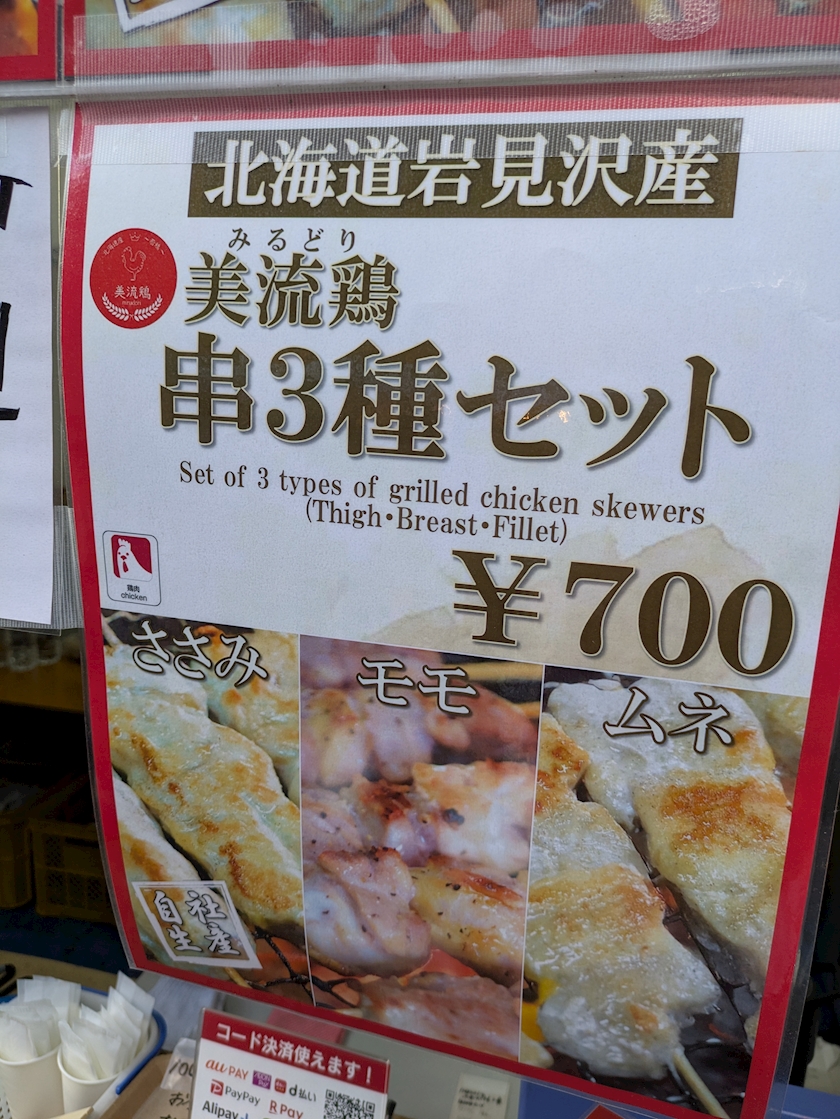 北海道岩見沢産
みるどり
美流鶏
美流鶏
串3種セット
Set of 3 types of grilled chicken skewers
(Thigh・Breast・Fillet)
鶏肉
chicken
¥700
ささみ
モモ
ムネ
自社
生産
コード決済使えます!
au PAY
d払い
PayPay
R Pay
Alipay